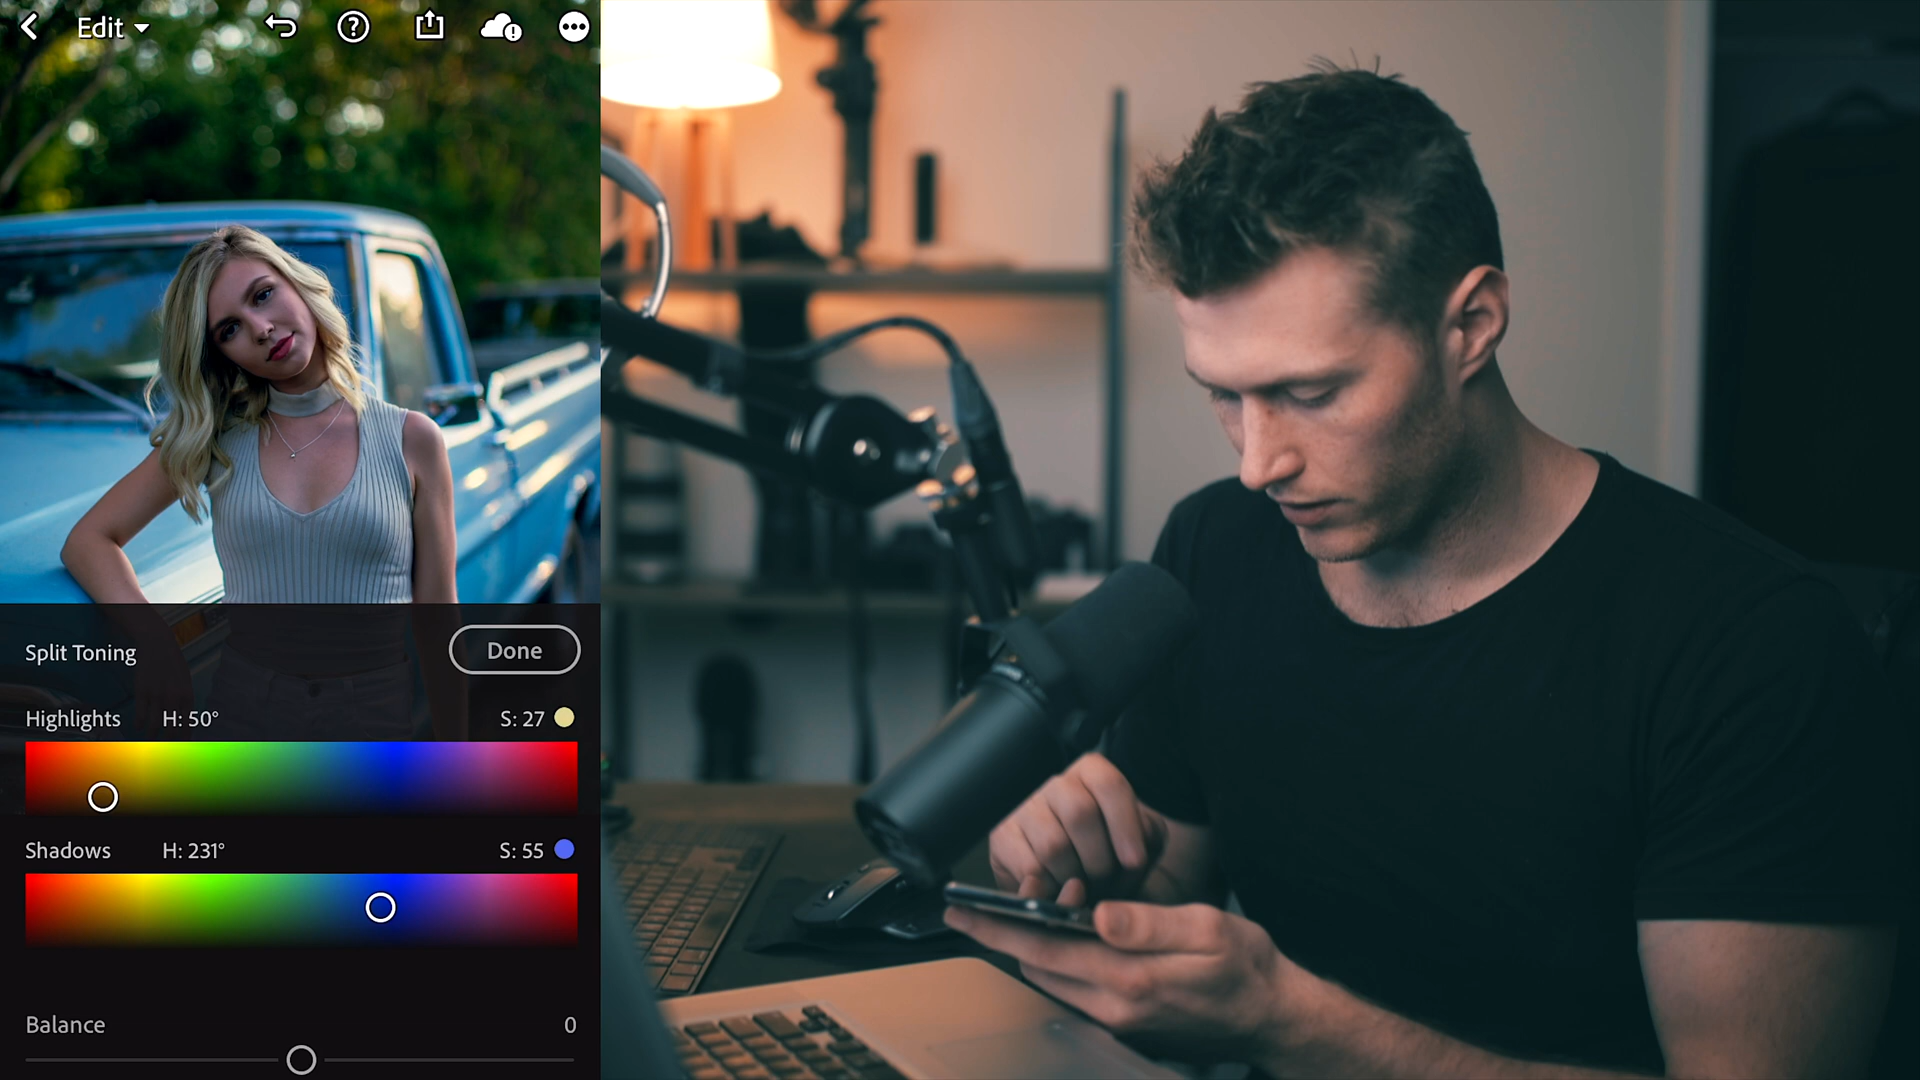 Edit
Split Toning
Done
Highlights H: 50° S: 27
Shadows H: 231° S: 55
Balance 0